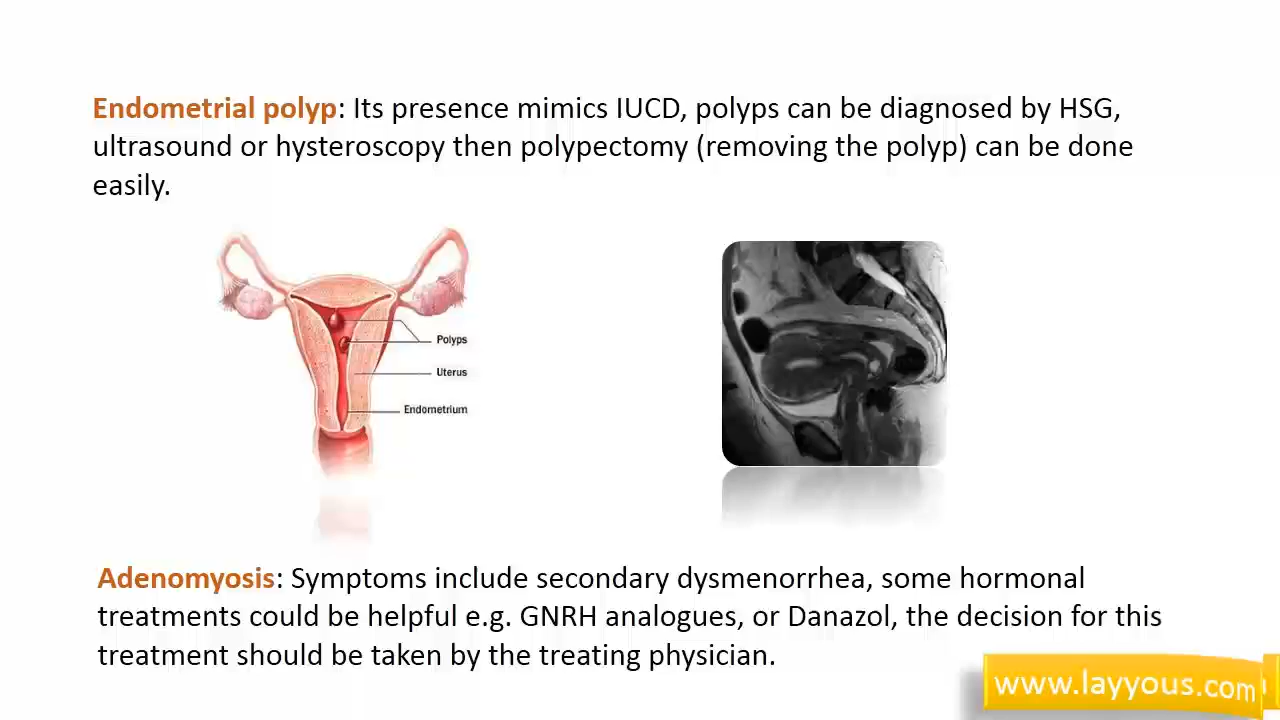 Endometrial polyp: Its presence mimics IUCD, polyps can be diagnosed by HSG,
ultrasound or hysteroscopy then polypectomy (removing the polyp) can be done
easily.
Polyps
Uterus
Endometrium
Adenomyosis: Symptoms include secondary dysmenorrhea, some hormonal
treatments could be helpful e.g. GNRH analogues, or Danazol, the decision for this
treatment should be taken by the treating physician.
www.layyous.com